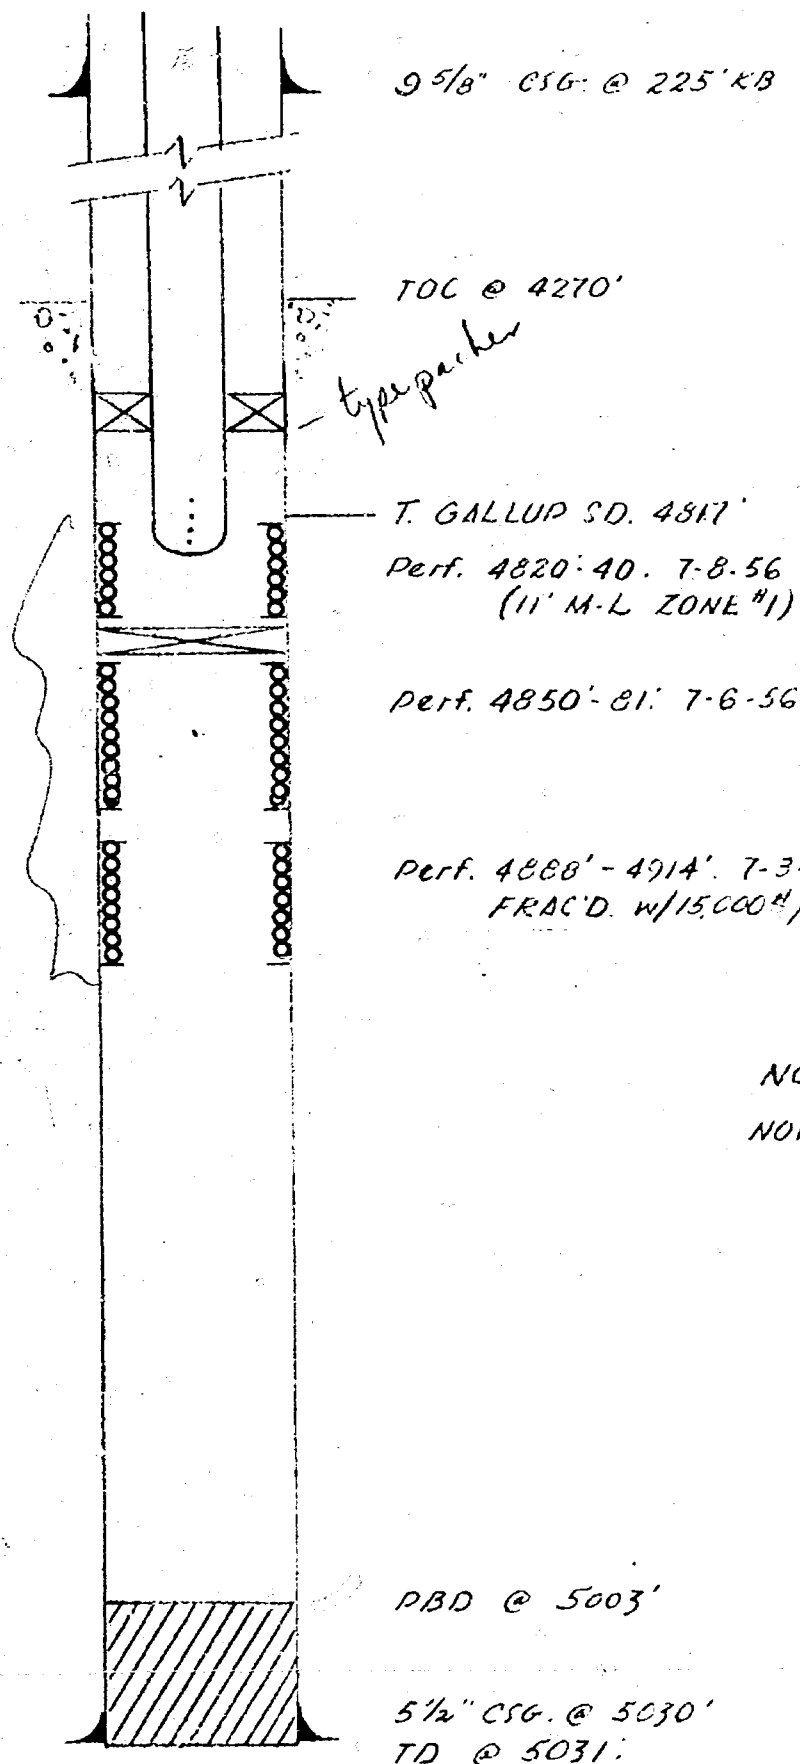 9 5/8" CSG. @ 225' KB
TOC @ 4270'
type packer
T. GALLUP SD. 4817'
Perf. 4820'-40'. 7-8-56
(11' M-L ZONE #1)
Perf. 4850'-81'. 7-6-56
Perf. 4888'-4914'. 7-3-
FRAC'D. W/15,000#/
NO
PBD @ 5003'
5 1/2" CSG. @ 5030'
TD @ 5031'.